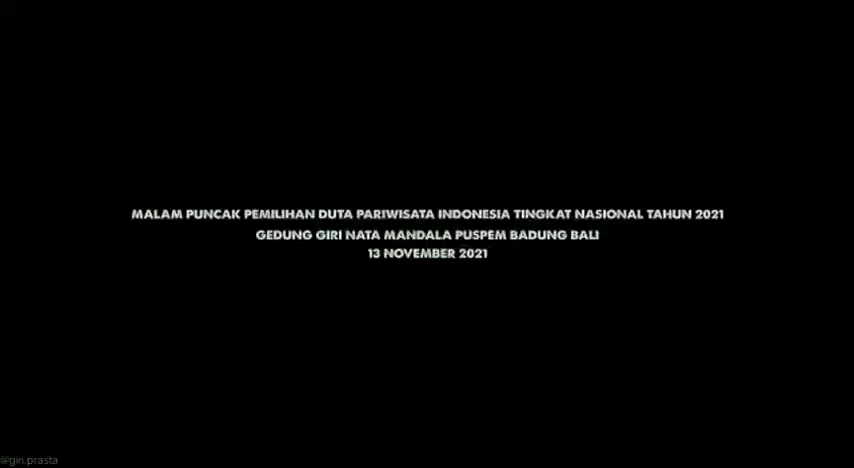 MALAM PUNCAK PEMILIHAN DUTA PARIWISATA INDONESIA TINGKAT NASIONAL TAHUN 2021
GEDUNG GIRI NATA MANDALA PUSPEM BADUNG BALI
13 NOVEMBER 2021
@giri.prasta